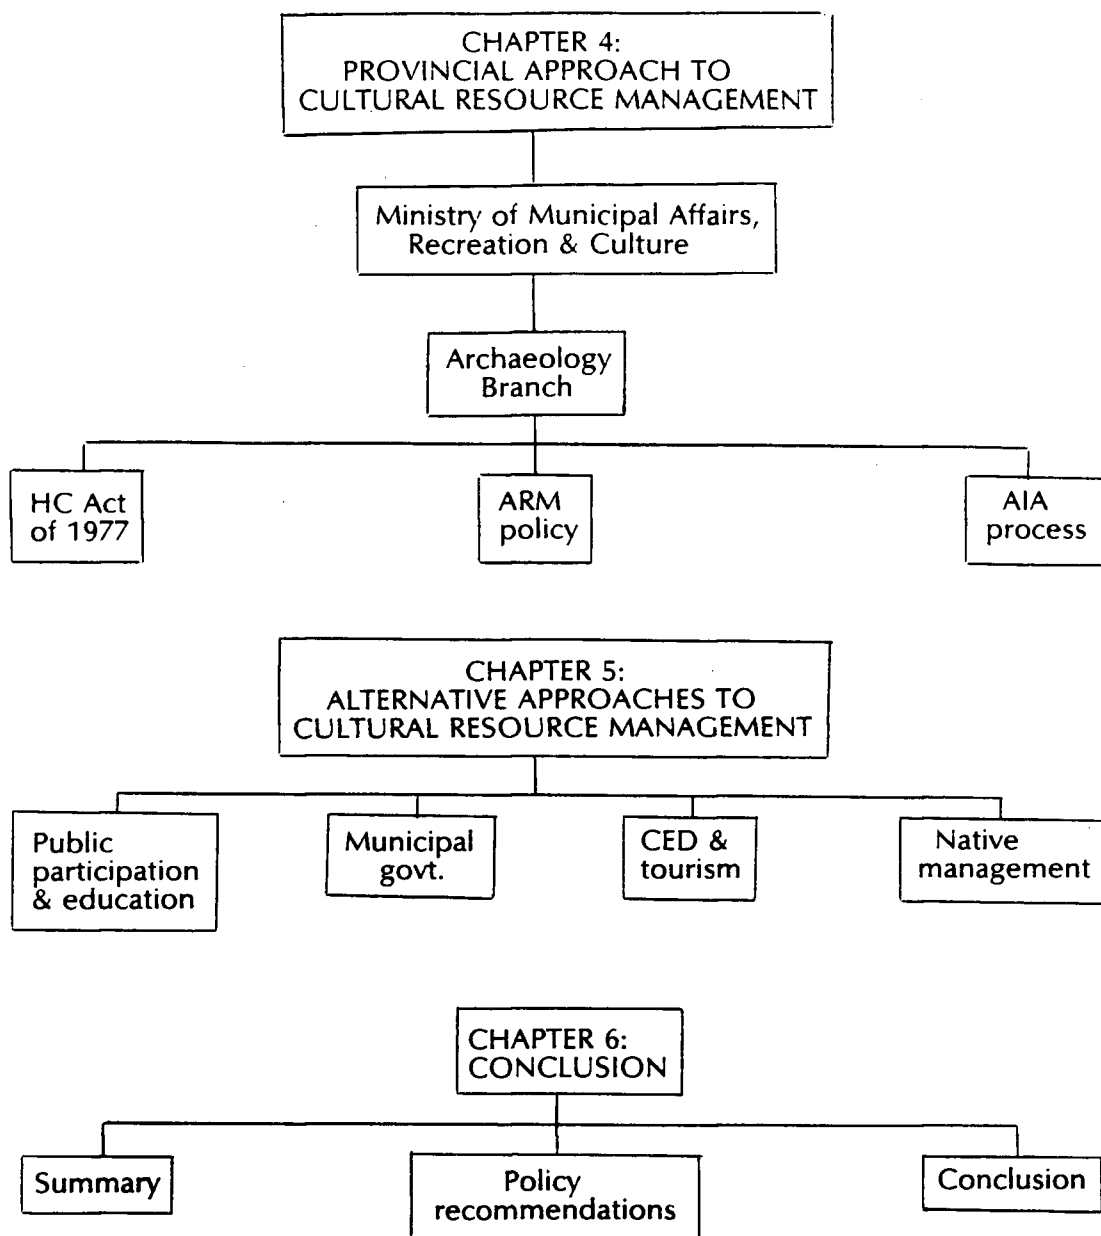 CHAPTER 4:
PROVINCIAL APPROACH TO
CULTURAL RESOURCE MANAGEMENT
Ministry of Municipal Affairs,
Recreation & Culture
Archaeology
Branch
HC Act
of 1977
ARM
policy
AIA
process
CHAPTER 5:
ALTERNATIVE APPROACHES TO
CULTURAL RESOURCE MANAGEMENT
Public
participation
& education
Municipal
govt.
CED &
tourism
Native
management
CHAPTER 6:
CONCLUSION
Summary
Policy
recommendations
Conclusion